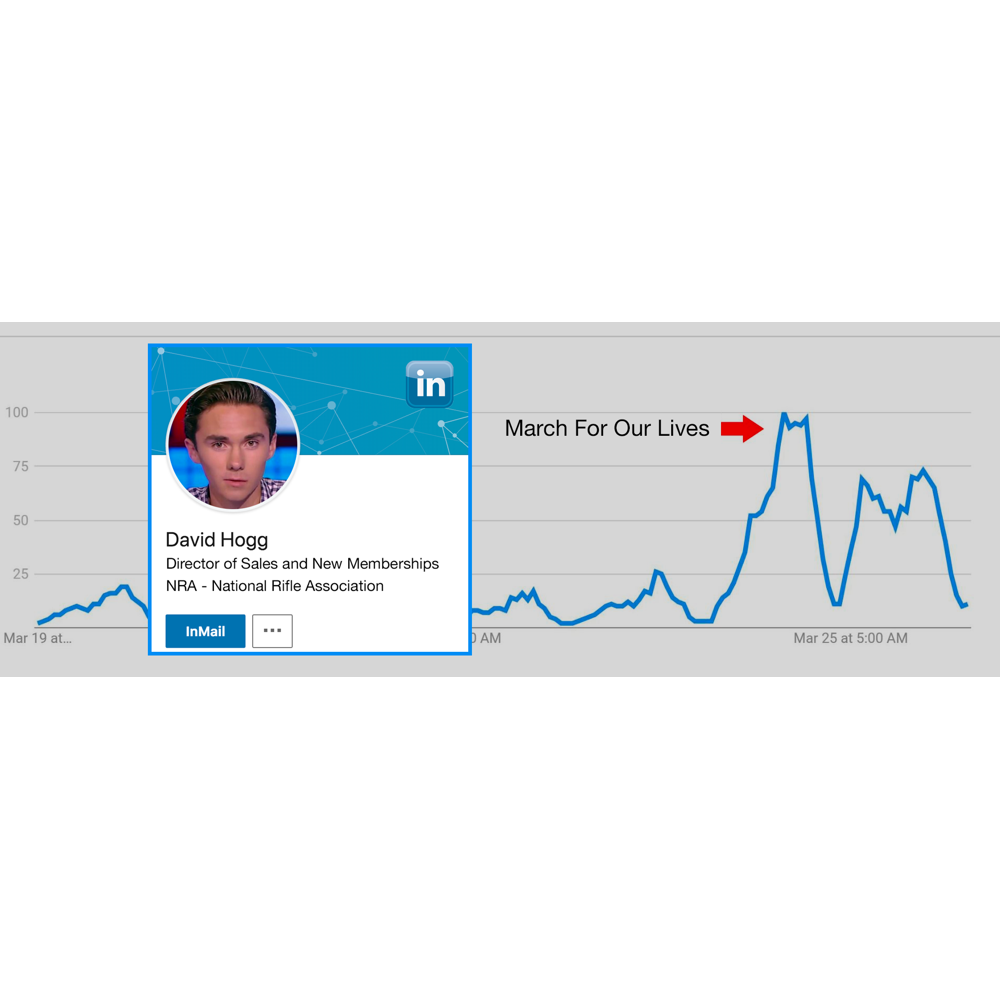 in
100
March For Our Lives
75
50
David Hogg
Director of Sales and New Memberships
25
NRA - National Rifle Association
InMail
Mar 19 at...
0 AM
Mar 25 at 5:00 AM